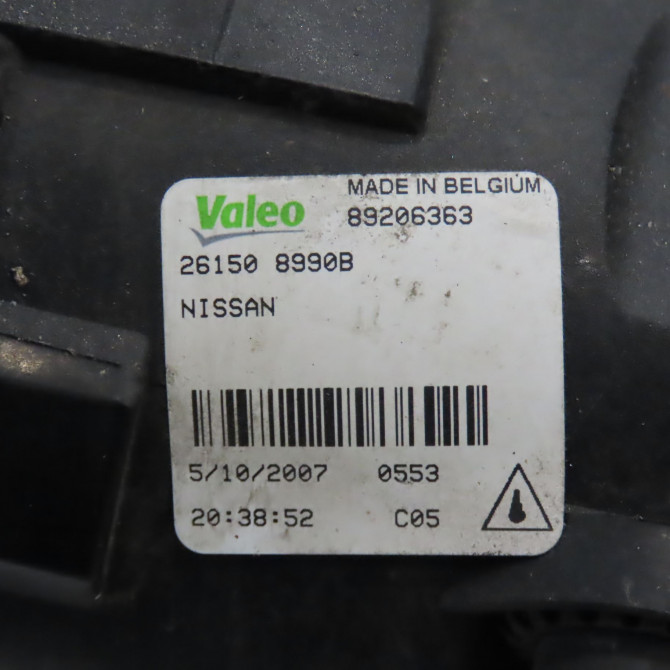 MADE IN BELGIUM
Valeo 89206363
26150 8990B
NISSAN
5/10/2007 0553
20:38:52 C05